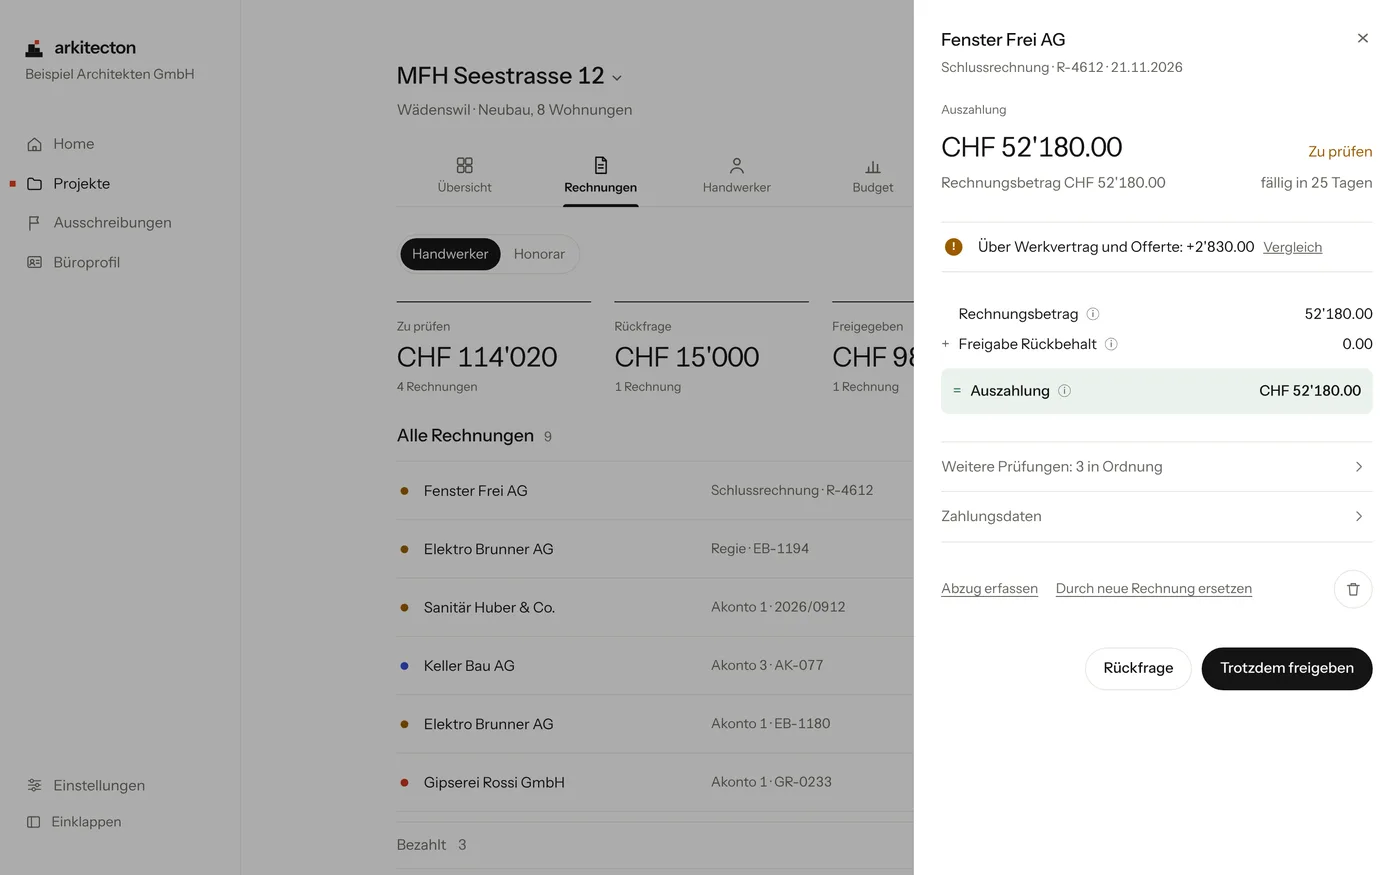 arkitecton
Beispiel Architekten GmbH
Home
Projekte
Ausschreibungen
Büroprofil
Einstellungen
Einklappen
MFH Seestrasse 12
Wädenswil · Neubau, 8 Wohnungen
Übersicht
Rechnungen
Handwerker
Budget
Handwerker
Honorar
Zu prüfen
CHF 114'020
4 Rechnungen
Rückfrage
CHF 15'000
1 Rechnung
Freigegeben
CHF 98
1 Rechnung
Alle Rechnungen 9
Fenster Frei AG Schlussrechnung · R-4612
Elektro Brunner AG Regie · EB-1194
Sanitär Huber & Co. Akonto 1 · 2026/0912
Keller Bau AG Akonto 3 · AK-077
Elektro Brunner AG Akonto 1 · EB-1180
Gipserei Rossi GmbH Akonto 1 · GR-0233
Bezahlt 3
Fenster Frei AG
Schlussrechnung · R-4612 · 21.11.2026
Auszahlung
CHF 52'180.00 Zu prüfen
Rechnungsbetrag CHF 52'180.00 fällig in 25 Tagen
! Über Werkvertrag und Offerte: +2'830.00 Vergleich
Rechnungsbetrag 52'180.00
+ Freigabe Rückbehalt 0.00
= Auszahlung CHF 52'180.00
Weitere Prüfungen: 3 in Ordnung
Zahlungsdaten
Abzug erfassen Durch neue Rechnung ersetzen
Rückfrage Trotzdem freigeben